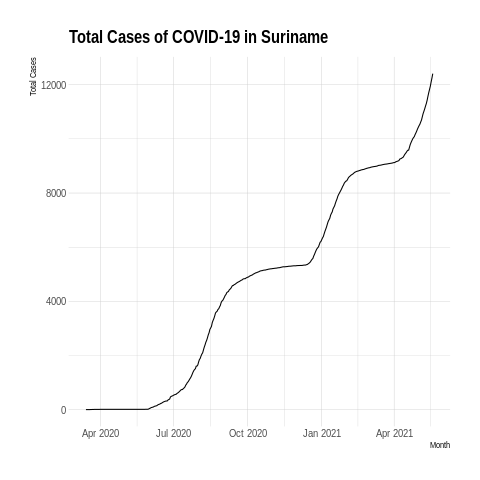 Total Cases of COVID-19 in Suriname
Total Cases
12000
8000
4000
0
Apr 2020 Jul 2020 Oct 2020 Jan 2021 Apr 2021
Month